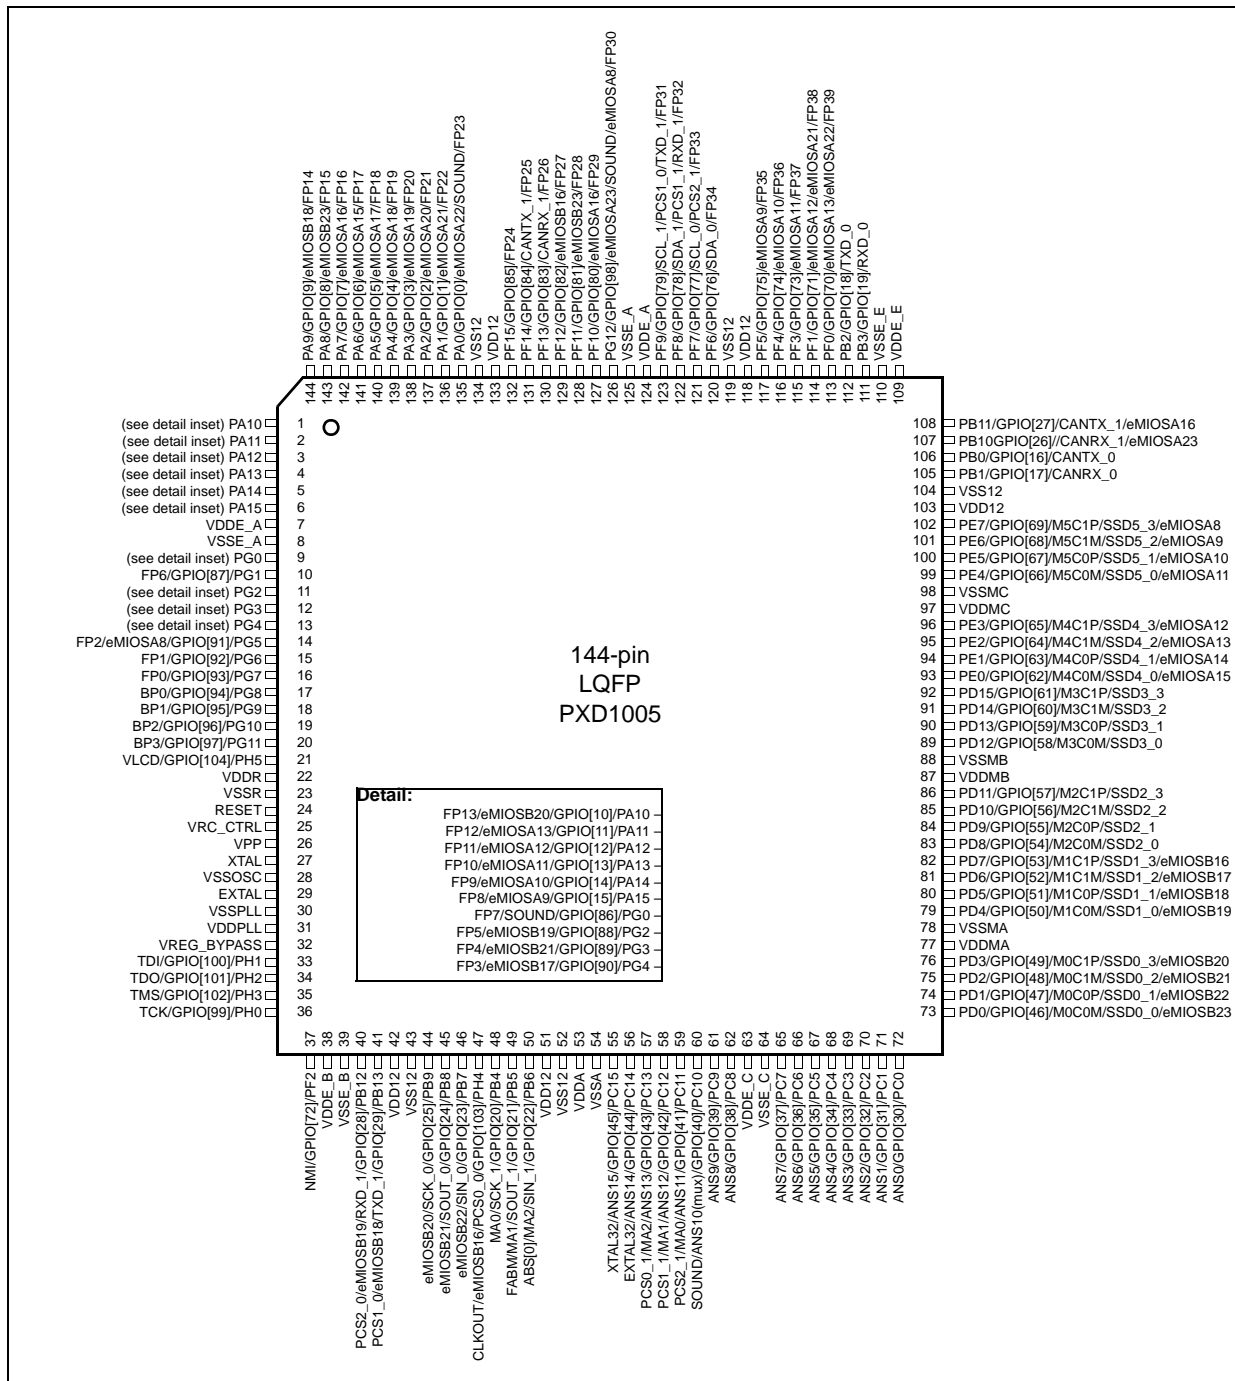 PA9/GPIO[9]/eMIOSB18/FP14
PA8/GPIO[8]/eMIOSB23/FP15
PA7/GPIO[7]/eMIOSA16/FP16
PA6/GPIO[6]/eMIOSA15/FP17
PA5/GPIO[5]/eMIOSA17/FP18
PA4/GPIO[4]/eMIOSA18/FP19
PA3/GPIO[3]/eMIOSA19/FP20
PA2/GPIO[2]/eMIOSA20/FP21
PA1/GPIO[1]/eMIOSA21/FP22
PA0/GPIO[0]/eMIOSA22/SOUND/FP23
VSS12
VDD12
PF15/GPIO[85]/FP24
PF14/GPIO[84]/CANTX_1/FP25
PF13/GPIO[83]/CANRX_1/FP26
PF12/GPIO[82]/eMIOSB16/FP27
PF11/GPIO[81]/eMIOSB23/FP28
PF10/GPIO[80]/eMIOSA16/FP29
PG12/GPIO[98]/eMIOSA23/SOUND/eMIOSA8/FP30
VSSE_A
VDDE_A
PF9/GPIO[79]/SCL_1/PCS1_0/TXD_1/FP31
PF8/GPIO[78]/SDA_1/PCS1_1/RXD_1/FP32
PF7/GPIO[77]/SCL_0/PCS2_1/FP33
PF6/GPIO[76]/SDA_0/FP34
VSS12
VDD12
PF5/GPIO[75]/eMIOSA9/FP35
PF4/GPIO[74]/eMIOSA10/FP36
PF3/GPIO[73]/eMIOSA11/FP37
PF1/GPIO[71]/eMIOSA12/eMIOSA21/FP38
PF0/GPIO[70]/eMIOSA13/eMIOSA22/FP39
PB2/GPIO[18]/TXD_0
PB3/GPIO[19]/RXD_0
VSSE_E
VDDE_E
144 143 142 141 140 139 138 137 136 135 134 133 132 131 130 129 128 127 126 125 124 123 122 121 120 119 118 117 116 115 114 113 112 111 110 109
(see detail inset) PA10 1
(see detail inset) PA11 2
(see detail inset) PA12 3
(see detail inset) PA13 4
(see detail inset) PA14 5
(see detail inset) PA15 6
VDDE_A 7
VSSE_A 8
(see detail inset) PG0 9
FP6/GPIO[87]/PG1 10
(see detail inset) PG2 11
(see detail inset) PG3 12
(see detail inset) PG4 13
FP2/eMIOSA8/GPIO[91]/PG5 14
FP1/GPIO[92]/PG6 15
FP0/GPIO[93]/PG7 16
BP0/GPIO[94]/PG8 17
BP1/GPIO[95]/PG9 18
BP2/GPIO[96]/PG10 19
BP3/GPIO[97]/PG11 20
VLCD/GPIO[104]/PH5 21
VDDR 22
VSSR 23
RESET 24
VRC_CTRL 25
VPP 26
XTAL 27
VSSOSC 28
EXTAL 29
VSSPLL 30
VDDPLL 31
VREG_BYPASS 32
TDI/GPIO[100]/PH1 33
TDO/GPIO[101]/PH2 34
TMS/GPIO[102]/PH3 35
TCK/GPIO[99]/PH0 36
144-pin
LQFP
PXD1005
Detail:
FP13/eMIOSB20/GPIO[10]/PA10
FP12/eMIOSA13/GPIO[11]/PA11
FP11/eMIOSA12/GPIO[12]/PA12
FP10/eMIOSA11/GPIO[13]/PA13
FP9/eMIOSA10/GPIO[14]/PA14
FP8/eMIOSA9/GPIO[15]/PA15
FP7/SOUND/GPIO[86]/PG0
FP5/eMIOSB19/GPIO[88]/PG2
FP4/eMIOSB21/GPIO[89]/PG3
FP3/eMIOSB17/GPIO[90]/PG4
108 PB11/GPIO[27]/CANTX_1/eMIOSA16
107 PB10GPIO[26]//CANRX_1/eMIOSA23
106 PB0/GPIO[16]/CANTX_0
105 PB1/GPIO[17]/CANRX_0
104 VSS12
103 VDD12
102 PE7/GPIO[69]/M5C1P/SSD5_3/eMIOSA8
101 PE6/GPIO[68]/M5C1M/SSD5_2/eMIOSA9
100 PE5/GPIO[67]/M5C0P/SSD5_1/eMIOSA10
99 PE4/GPIO[66]/M5C0M/SSD5_0/eMIOSA11
98 VSSMC
97 VDDMC
96 PE3/GPIO[65]/M4C1P/SSD4_3/eMIOSA12
95 PE2/GPIO[64]/M4C1M/SSD4_2/eMIOSA13
94 PE1/GPIO[63]/M4C0P/SSD4_1/eMIOSA14
93 PE0/GPIO[62]/M4C0M/SSD4_0/eMIOSA15
92 PD15/GPIO[61]/M3C1P/SSD3_3
91 PD14/GPIO[60]/M3C1M/SSD3_2
90 PD13/GPIO[59]/M3C0P/SSD3_1
89 PD12/GPIO[58/M3C0M/SSD3_0
88 VSSMB
87 VDDMB
86 PD11/GPIO[57]/M2C1P/SSD2_3
85 PD10/GPIO[56]/M2C1M/SSD2_2
84 PD9/GPIO[55]/M2C0P/SSD2_1
83 PD8/GPIO[54]/M2C0M/SSD2_0
82 PD7/GPIO[53]/M1C1P/SSD1_3/eMIOSB16
81 PD6/GPIO[52]/M1C1M/SSD1_2/eMIOSB17
80 PD5/GPIO[51]/M1C0P/SSD1_1/eMIOSB18
79 PD4/GPIO[50]/M1C0M/SSD1_0/eMIOSB19
78 VSSMA
77 VDDMA
76 PD3/GPIO[49]/M0C1P/SSD0_3/eMIOSB20
75 PD2/GPIO[48]/M0C1M/SSD0_2/eMIOSB21
74 PD1/GPIO[47]/M0C0P/SSD0_1/eMIOSB22
73 PD0/GPIO[46]/M0C0M/SSD0_0/eMIOSB23
37 38 39 40 41 42 43 44 45 46 47 48 49 50 51 52 53 54 55 56 57 58 59 60 61 62 63 64 65 66 67 68 69 70 71 72
NMI/GPIO[72]/PF2
VDDE_B
VSSE_B
PCS2_0/eMIOSB19/RXD_1/GPIO[28]/PB12
PCS1_0/eMIOSB18/TXD_1/GPIO[29]/PB13
VDD12
VSS12
eMIOSB20/SCK_0/GPIO[25]/PB9
eMIOSB21/SOUT_0/GPIO[24]/PB8
eMIOSB22/SIN_0/GPIO[23]/PB7
CLKOUT/eMIOSB16/PCS0_0/GPIO[103]/PH4
MA0/SCK_1/GPIO[20]/PB4
FABM/MA1/SOUT_1/GPIO[21]/PB5
ABS[0]/MA2/SIN_1/GPIO[22]/PB6
VDD12
VSS12
VDDA
VSSA
XTAL32/ANS15/GPIO[45]/PC15
EXTAL32/ANS14/GPIO[44]/PC14
PCS0_1/MA2/ANS13/GPIO[43]/PC13
PCS1_1/MA1/ANS12/GPIO[42]/PC12
PCS2_1/MA0/ANS11/GPIO[41]/PC11
SOUND/ANS10(mux)/GPIO[40]/PC10
ANS9/GPIO[39]/PC9
ANS8/GPIO[38]/PC8
VDDE_C
VSSE_C
ANS7/GPIO[37]/PC7
ANS6/GPIO[36]/PC6
ANS5/GPIO[35]/PC5
ANS4/GPIO[34]/PC4
ANS3/GPIO[33]/PC3
ANS2/GPIO[32]/PC2
ANS1/GPIO[31]/PC1
ANS0/GPIO[30]/PC0